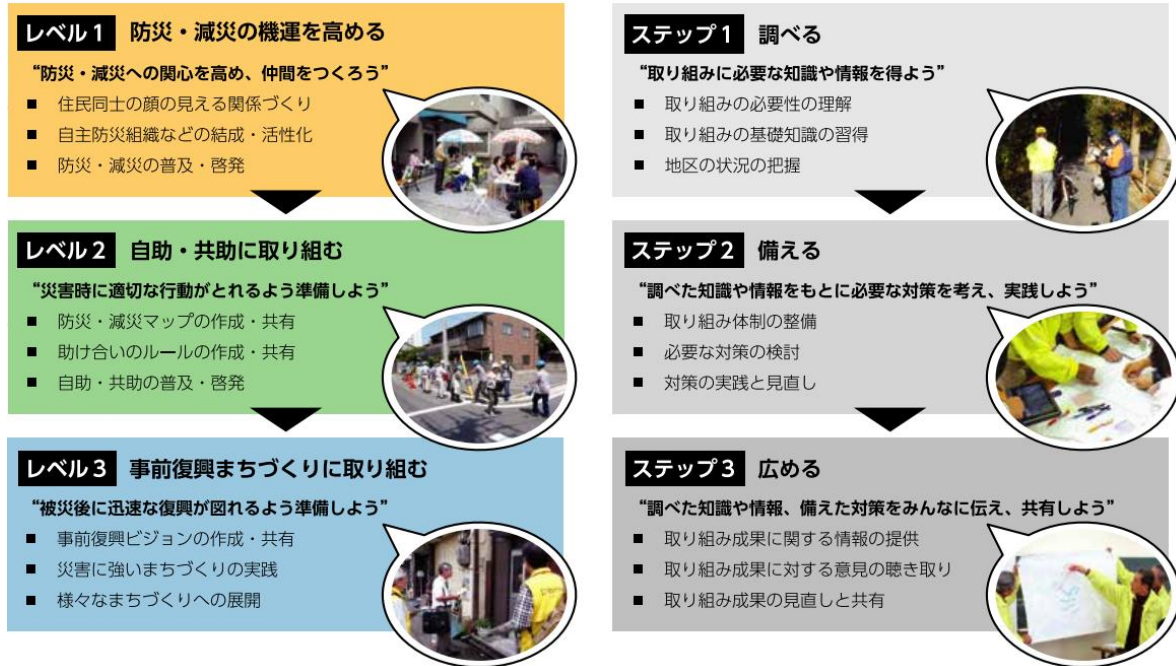 レベル1 防災・減災の機運を高める
“防災・減災への関心を高め、仲間をつくろう”
■ 住民同士の顔の見える関係づくり
■ 自主防災組織などの結成・活性化
■ 防災・減災の普及・啓発
レベル2 自助・共助に取り組む
“災害時に適切な行動がとれるよう準備しよう”
■ 防災・減災マップの作成・共有
■ 助け合いのルールの作成・共有
■ 自助・共助の普及・啓発
レベル3 事前復興まちづくりに取り組む
“被災後に迅速な復興が図れるよう準備しよう”
■ 事前復興ビジョンの作成・共有
■ 災害に強いまちづくりの実践
■ 様々なまちづくりへの展開
ステップ1 調べる
“取り組みに必要な知識や情報を得よう”
■ 取り組みの必要性の理解
■ 取り組みの基礎知識の習得
■ 地区の状況の把握
ステップ2 備える
“調べた知識や情報をもとに必要な対策を考え、実践しよう”
■ 取り組み体制の整備
■ 必要な対策の検討
■ 対策の実践と見直し
ステップ3 広める
“調べた知識や情報、備えた対策をみんなに伝え、共有しよう”
■ 取り組み成果に関する情報の提供
■ 取り組み成果に対する意見の聴き取り
■ 取り組み成果の見直しと共有